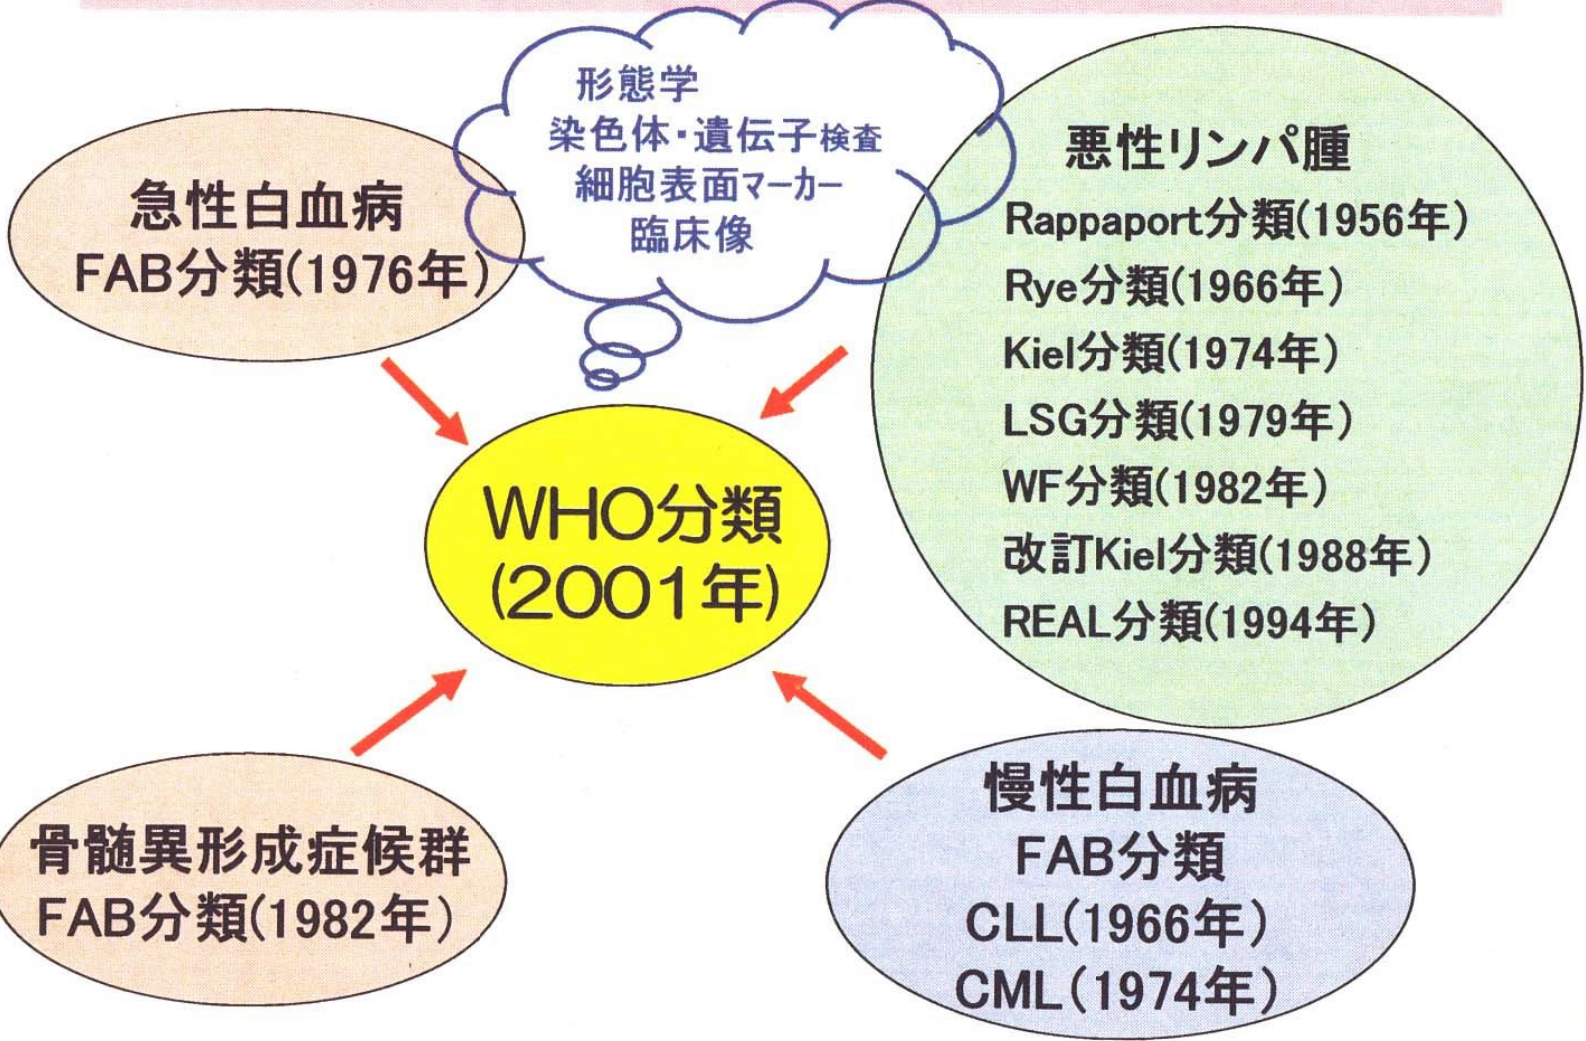 形態学
染色体・遺伝子検査
細胞表面マーカー
臨床像
急性白血病
FAB分類(1976年)
悪性リンパ腫
Rappaport分類(1956年)
Rye分類(1966年)
Kiel分類(1974年)
LSG分類(1979年)
WF分類(1982年)
改訂Kiel分類(1988年)
REAL分類(1994年)
WHO分類
(2001年)
骨髄異形成症候群
FAB分類(1982年)
慢性白血病
FAB分類
CLL(1966年)
CML(1974年)